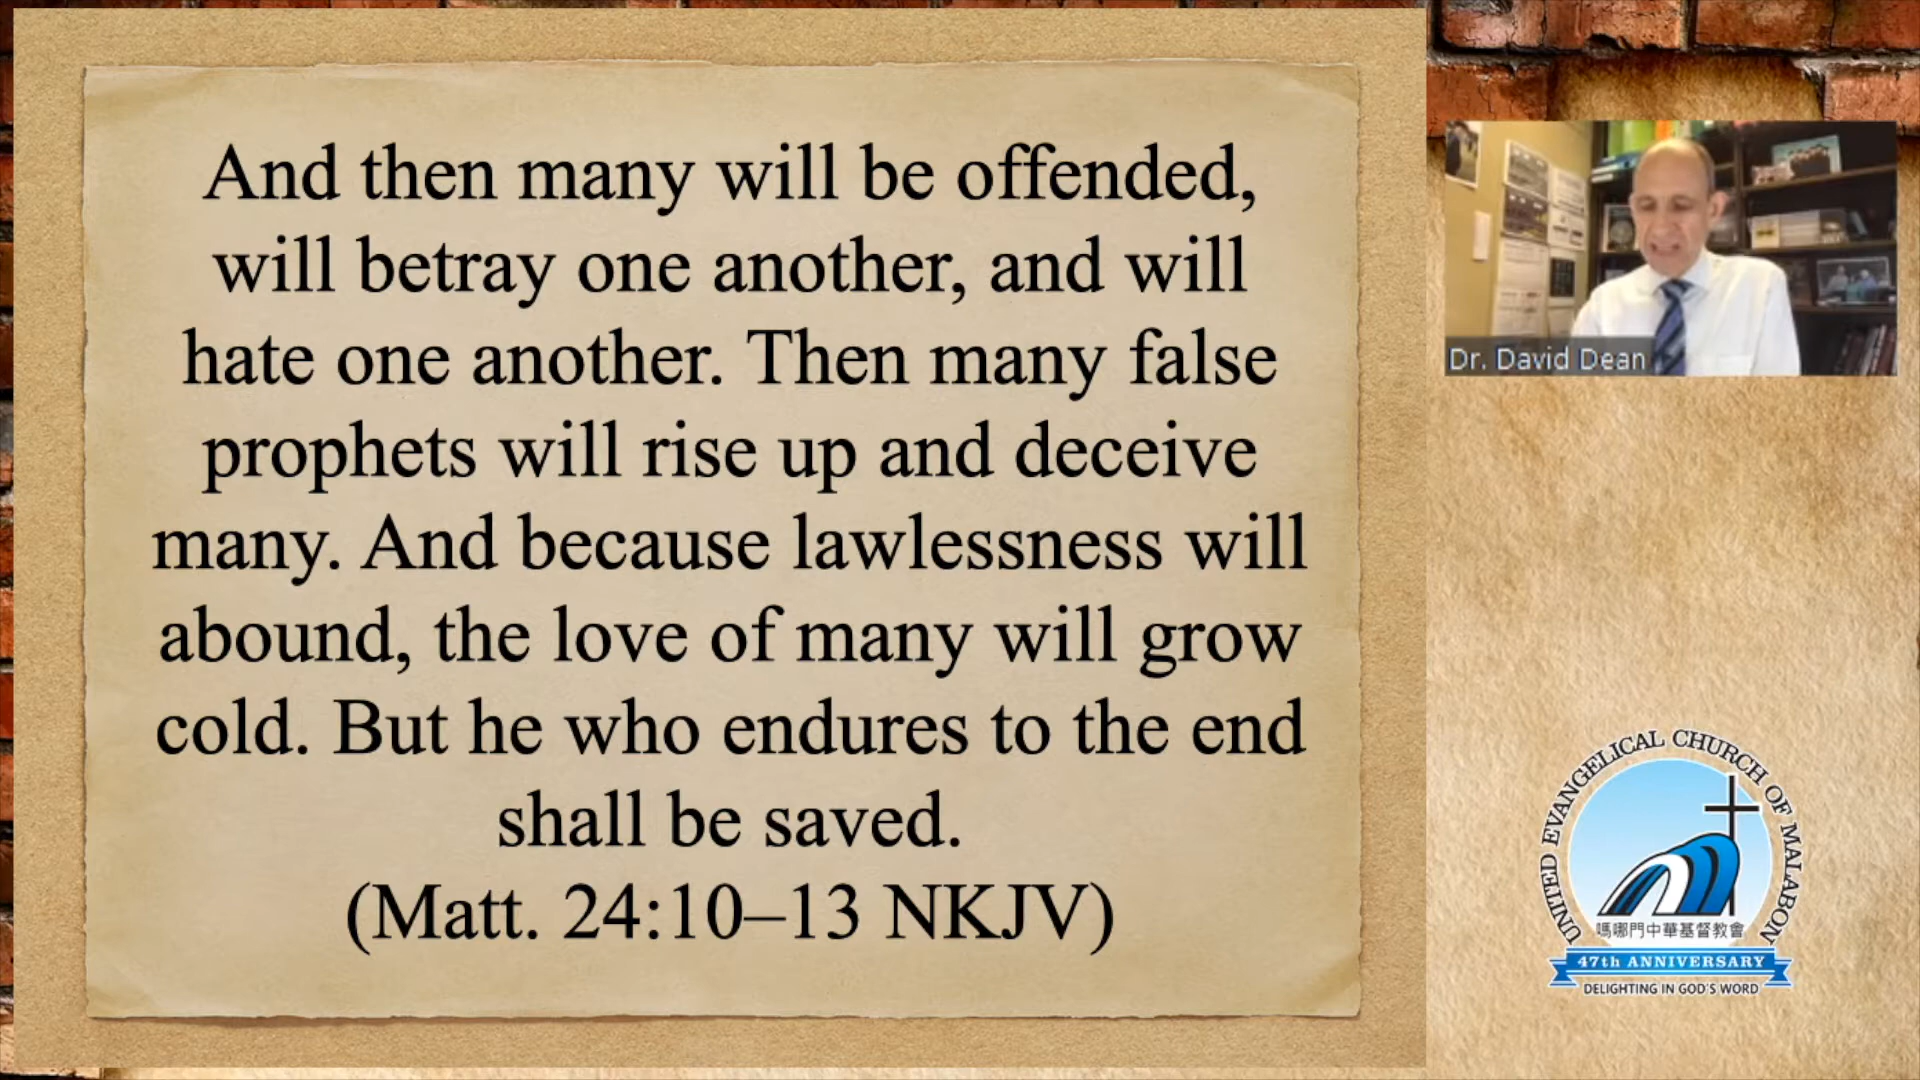 And then many will be offended,
will betray one another, and will
hate one another. Then many false
prophets will rise up and deceive
many. And because lawlessness will
abound, the love of many will grow
cold. But he who endures to the end
shall be saved.
(Matt. 24:10–13 NKJV)
Dr. David Dean
UNITED EVANGELICAL CHURCH OF MALABON
嗎哪門中華基督教會
47th ANNIVERSARY
DELIGHTING IN GOD'S WORD